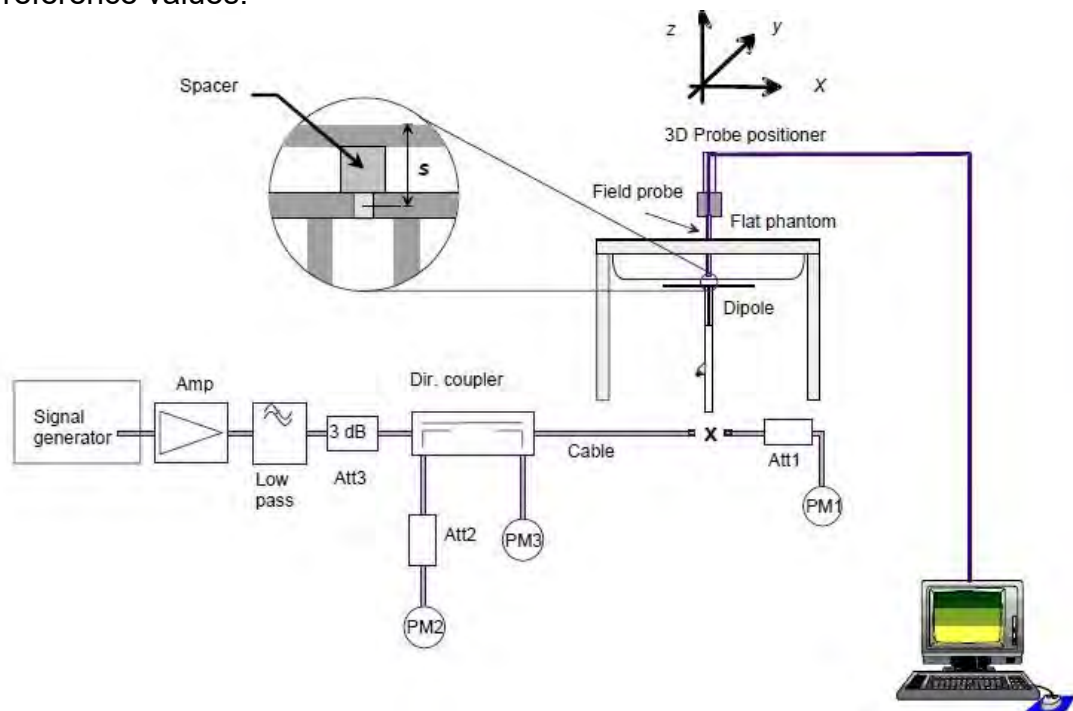 reference values.
z
y
X
Spacer
s
3D Probe positioner
Field probe
Flat phantom
Dipole
Signal
generator
Amp
Low
pass
3 dB
Att3
Dir. coupler
Cable
X
Att1
PM1
Att2
PM3
PM2